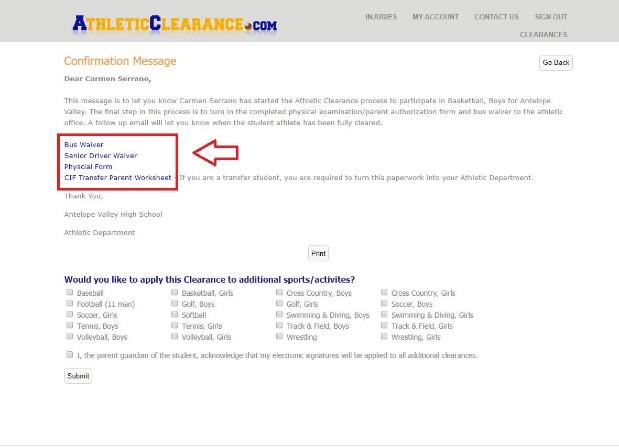 ATHLETICCLEARANCE.COM
INJURIES MY ACCOUNT CONTACT US SIGN OUT
CLEARANCES
Confirmation Message
Go Back
Dear Carmen Serrano,
This message is to let you know Carmen Serrano has started the Athletic Clearance process to participate in Basketball, Boys for Antelope
Valley. The final step in this process is to turn in the completed physical examination/parent authorization form and bus waiver to the athletic
office. A follow up email will let you know when the student athlete has been fully cleared.
Bus Waiver
Senior Driver Waiver
Physcial Form
CIF Transfer Parent Worksheet - If you are a transfer student, you are required to turn this paperwork into your Athletic Department.
Thank You,
Antelope Valley High School
Athletic Department
Print
Would you like to apply this Clearance to additional sports/activites?
Baseball Basketball, Girls Cross Country, Boys Cross Country, Girls
Football (11 man) Golf, Boys Golf, Girls Soccer, Boys
Soccer, Girls Softball Swimming & Diving, Boys Swimming & Diving, Girls
Tennis, Boys Tennis, Girls Track & Field, Boys Track & Field, Girls
Volleyball, Boys Volleyball, Girls Wrestling Wrestling, Girls
I, the parent guardian of the student, acknowledge that my electronic signatures will be applied to all additional clearances.
Submit